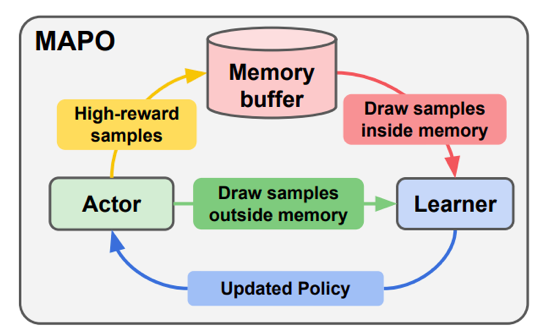 MAPO
Memory
buffer
High-reward
samples
Draw samples
inside memory
Actor
Draw samples
outside memory
Learner
Updated Policy